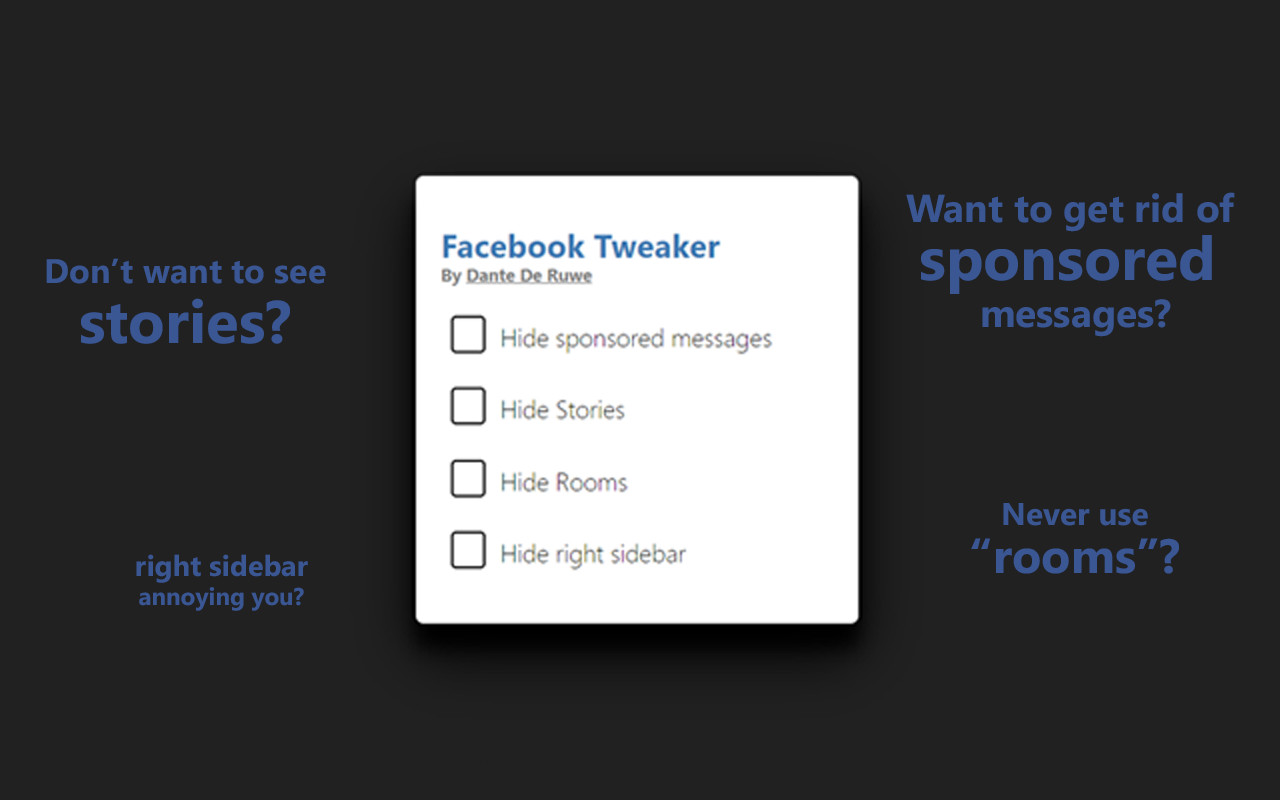 Don’t want to see
stories?
right sidebar
annoying you?
Facebook Tweaker
By Dante De Ruwe
Hide sponsored messages
Hide Stories
Hide Rooms
Hide right sidebar
Want to get rid of
sponsored
messages?
Never use
“rooms”?